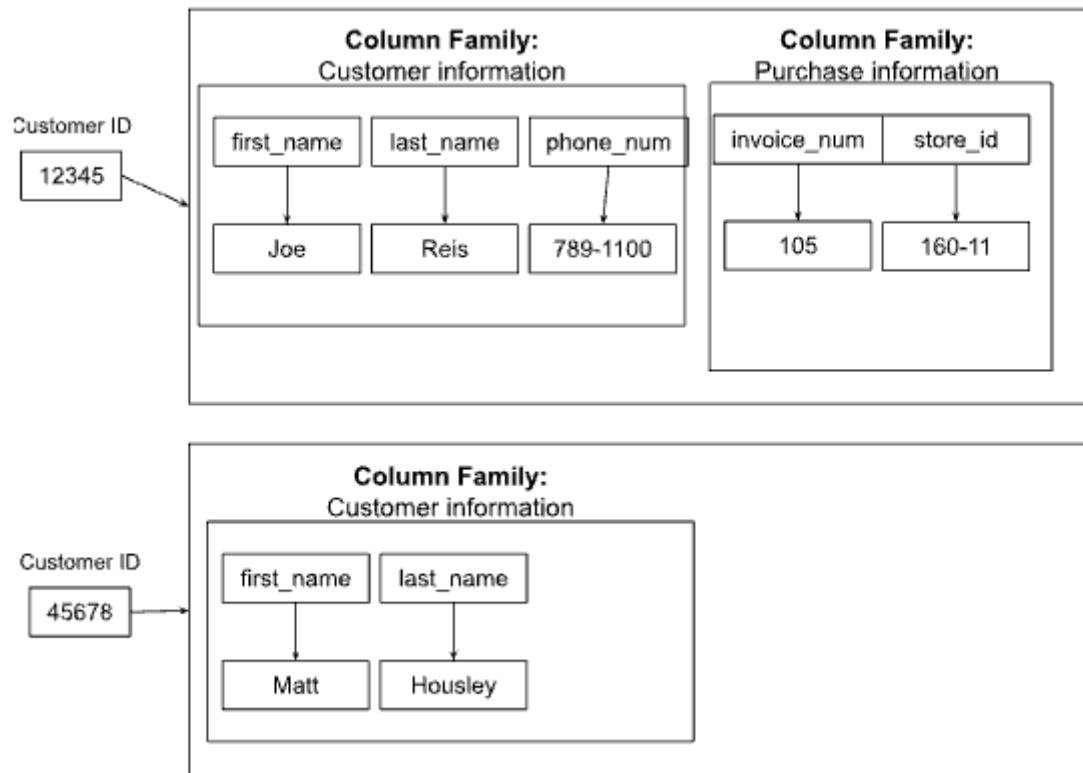 Column Family:
Customer information
Column Family:
Purchase information
Customer ID
12345
first_name
last_name
phone_num
invoice_num
store_id
Joe
Reis
789-1100
105
160-11
Column Family:
Customer information
Customer ID
45678
first_name
last_name
Matt
Housley